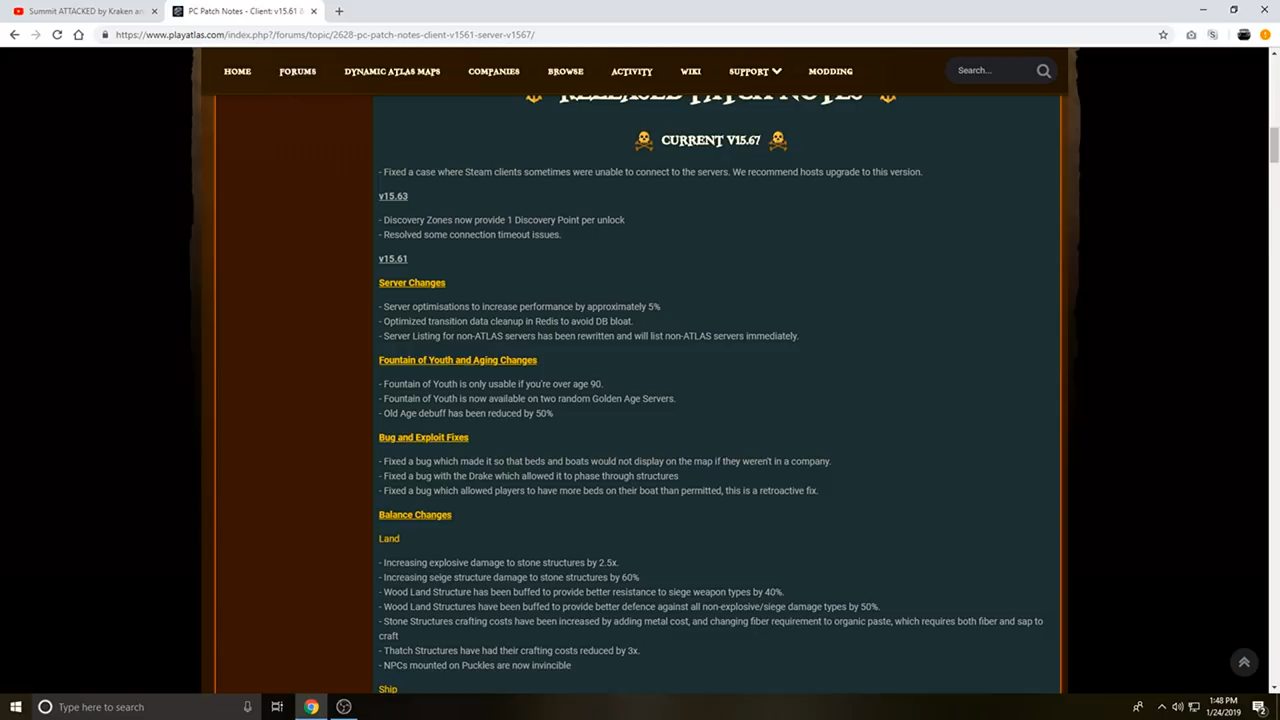 Summit ATTACKED by Kraken an
PC Patch Notes - Client: v15.61 &
https://www.playatlas.com/index.php?/forums/topic/2628-pc-patch-notes-client-v1561-server-v1567/
HOME FORUMS DYNAMIC ATLAS MAPS COMPANIES BROWSE ACTIVITY WIKI SUPPORT MODDING Search...
RELEASED PATCH NOTES
CURRENT V15.67
- Fixed a case where Steam clients sometimes were unable to connect to the servers. We recommend hosts upgrade to this version.
v15.63
- Discovery Zones now provide 1 Discovery Point per unlock
- Resolved some connection timeout issues.
v15.61
Server Changes
- Server optimisations to increase performance by approximately 5%
- Optimized transition data cleanup in Redis to avoid DB bloat.
- Server Listing for non-ATLAS servers has been rewritten and will list non-ATLAS servers immediately.
Fountain of Youth and Aging Changes
- Fountain of Youth is only usable if you're over age 90.
- Fountain of Youth is now available on two random Golden Age Servers.
- Old Age debuff has been reduced by 50%
Bug and Exploit Fixes
- Fixed a bug which made it so that beds and boats would not display on the map if they weren't in a company.
- Fixed a bug with the Drake which allowed it to phase through structures
- Fixed a bug which allowed players to have more beds on their boat than permitted, this is a retroactive fix.
Balance Changes
Land
- Increasing explosive damage to stone structures by 2.5x.
- Increasing seige structure damage to stone structures by 60%
- Wood Land Structure has been buffed to provide better resistance to siege weapon types by 40%.
- Wood Land Structures have been buffed to provide better defence against all non-explosive/siege damage types by 50%.
- Stone Structures crafting costs have been increased by adding metal cost, and changing fiber requirement to organic paste, which requires both fiber and sap to
craft
- Thatch Structures have had their crafting costs reduced by 3x.
- NPCs mounted on Puckles are now invincible
Ship
Type here to search
1:48 PM
1/24/2019
2